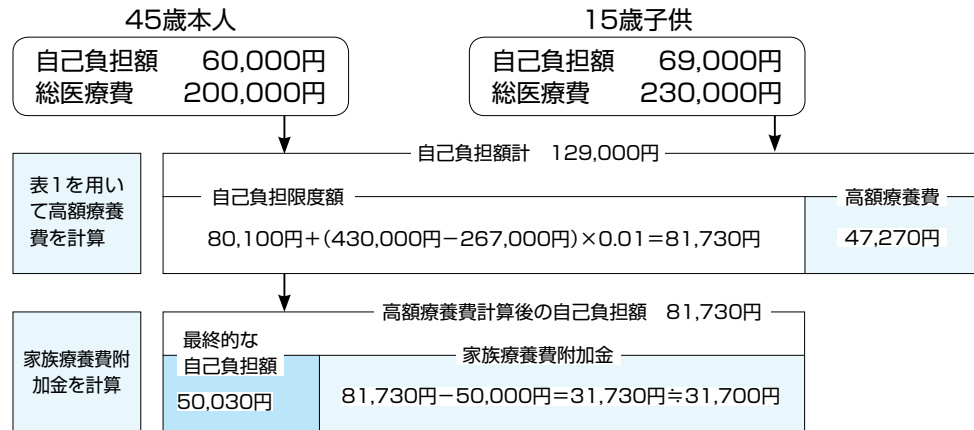 45歳本人
自己負担額 60,000円
総医療費 200,000円
15歳子供
自己負担額 69,000円
総医療費 230,000円
表1を用い
て高額療養
費を計算
自己負担額計 129,000円
自己負担限度額
80,100円+(430,000円−267,000円)×0.01=81,730円
高額療養費
47,270円
家族療養費附
加金を計算
高額療養費計算後の自己負担額 81,730円
最終的な
自己負担額
50,030円
家族療養費附加金
81,730円−50,000円=31,730円≒31,700円